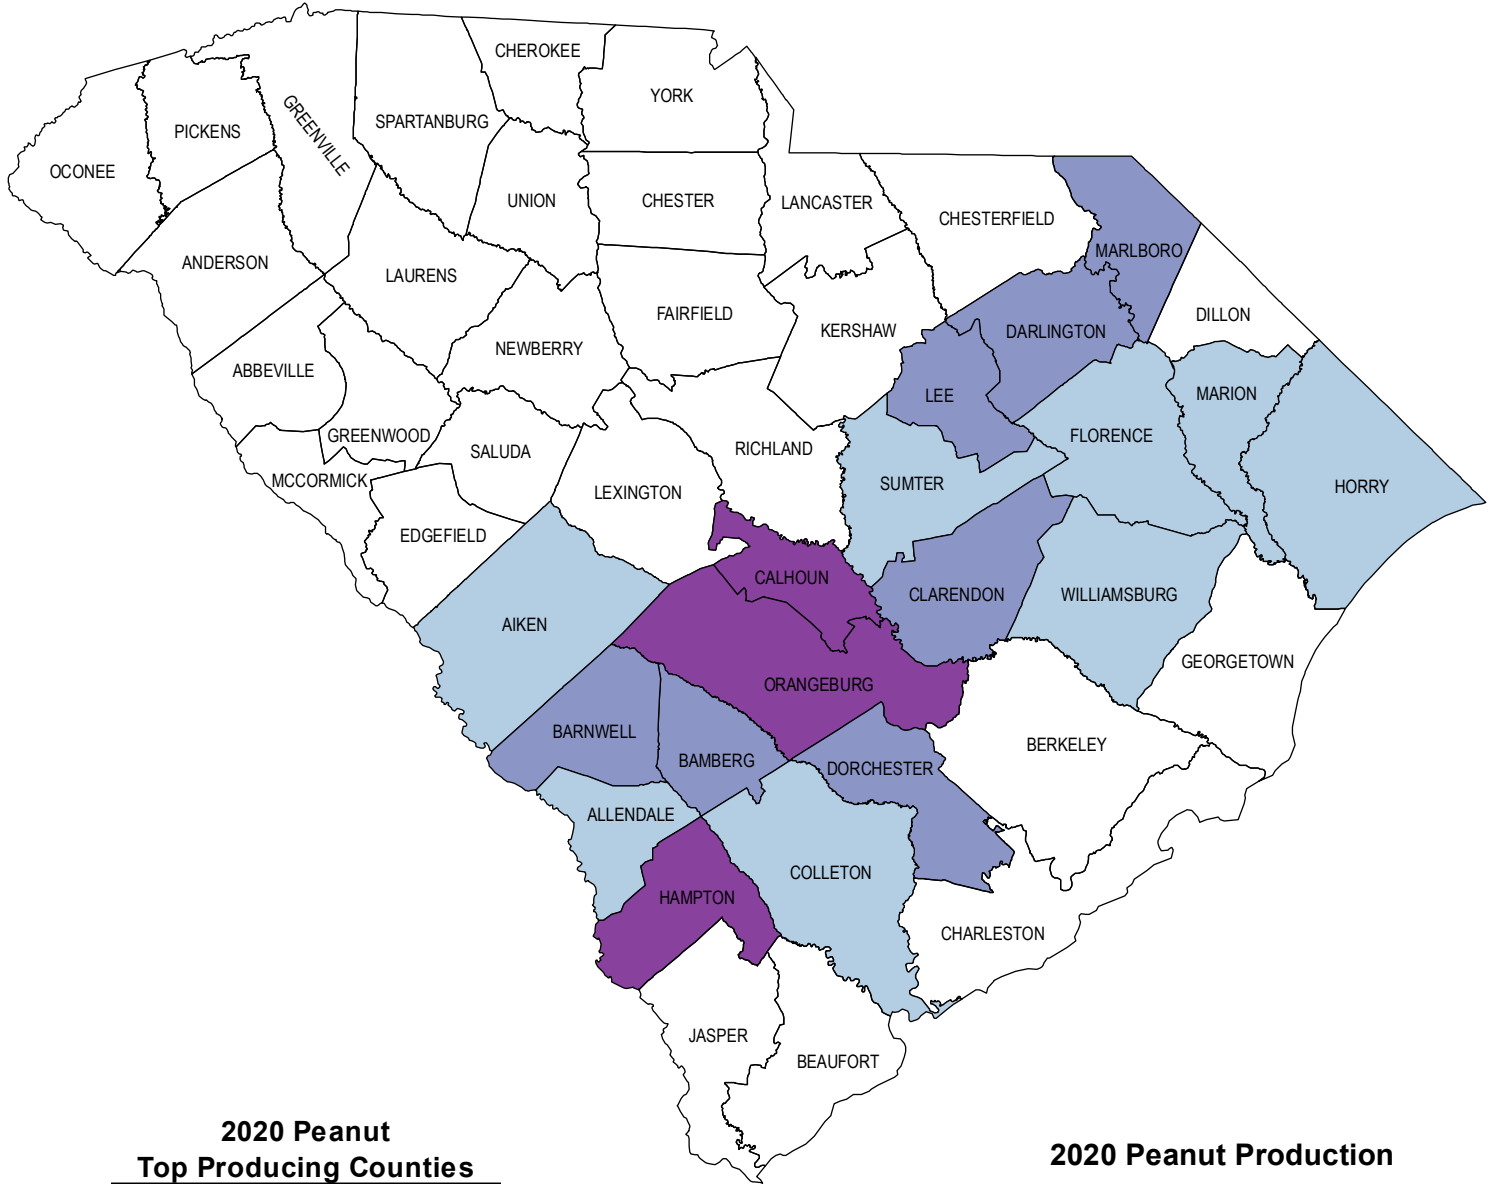 CHEROKEE
YORK
GREENVILLE
SPARTANBURG
PICKENS
OCONEE
UNION
CHESTER
LANCASTER
CHESTERFIELD
MARLBORO
ANDERSON
LAURENS
FAIRFIELD
KERSHAW
DARLINGTON
DILLON
NEWBERRY
ABBEVILLE
LEE
MARION
GREENWOOD
FLORENCE
SALUDA
RICHLAND
MCCORMICK
LEXINGTON
SUMTER
HORRY
EDGEFIELD
CALHOUN
CLARENDON
WILLIAMSBURG
AIKEN
GEORGETOWN
ORANGEBURG
BARNWELL
BERKELEY
BAMBERG
DORCHESTER
ALLENDALE
COLLETON
HAMPTON
CHARLESTON
JASPER
BEAUFORT
2020 Peanut
Top Producing Counties
2020 Peanut Production